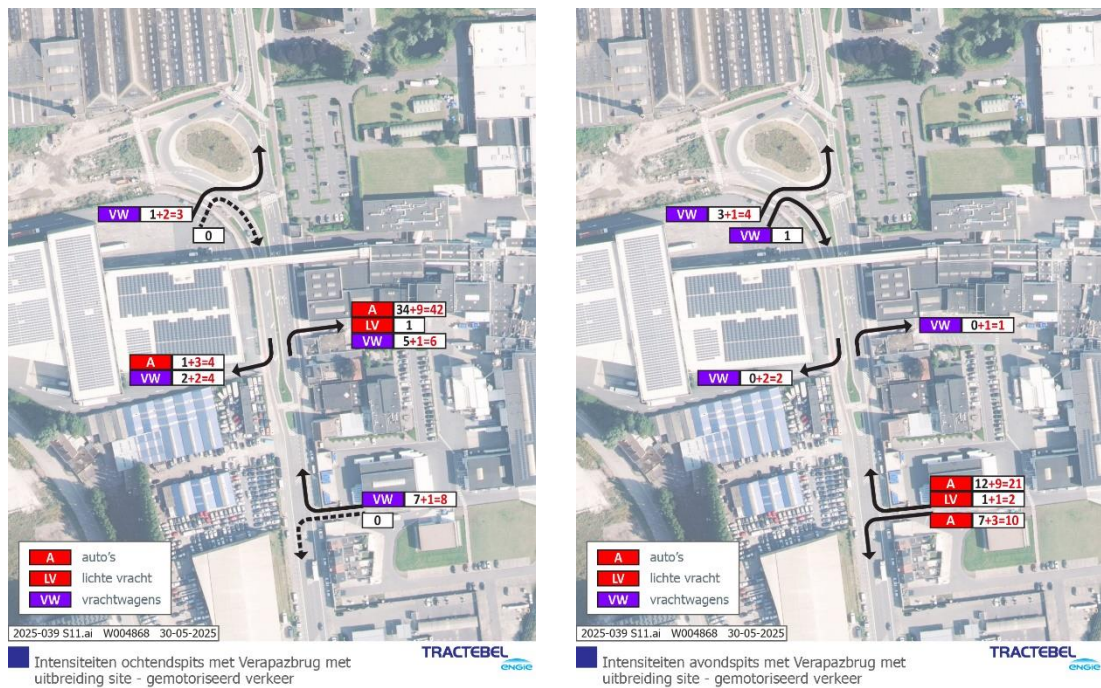 VW 1+2=3
0
A 34+9=42
LV 1
VW 5+1=6
A 1+3=4
VW 2+2=4
VW 7+1=8
0
A auto's
LV lichte vracht
VW vrachtwagens
2025-039 S11.ai W004868 30-05-2025
Intensiteiten ochtendspits met Verapazbrug met
uitbreiding site - gemotoriseerd verkeer
TRACTEBEL
ENGIE
VW 3+1=4
VW 1
VW 0+1=1
VW 0+2=2
A 12+9=21
LV 1+1=2
A 7+3=10
A auto's
LV lichte vracht
VW vrachtwagens
2025-039 S11.ai W004868 30-05-2025
Intensiteiten avondspits met Verapazbrug met
uitbreiding site - gemotoriseerd verkeer
TRACTEBEL
ENGIE